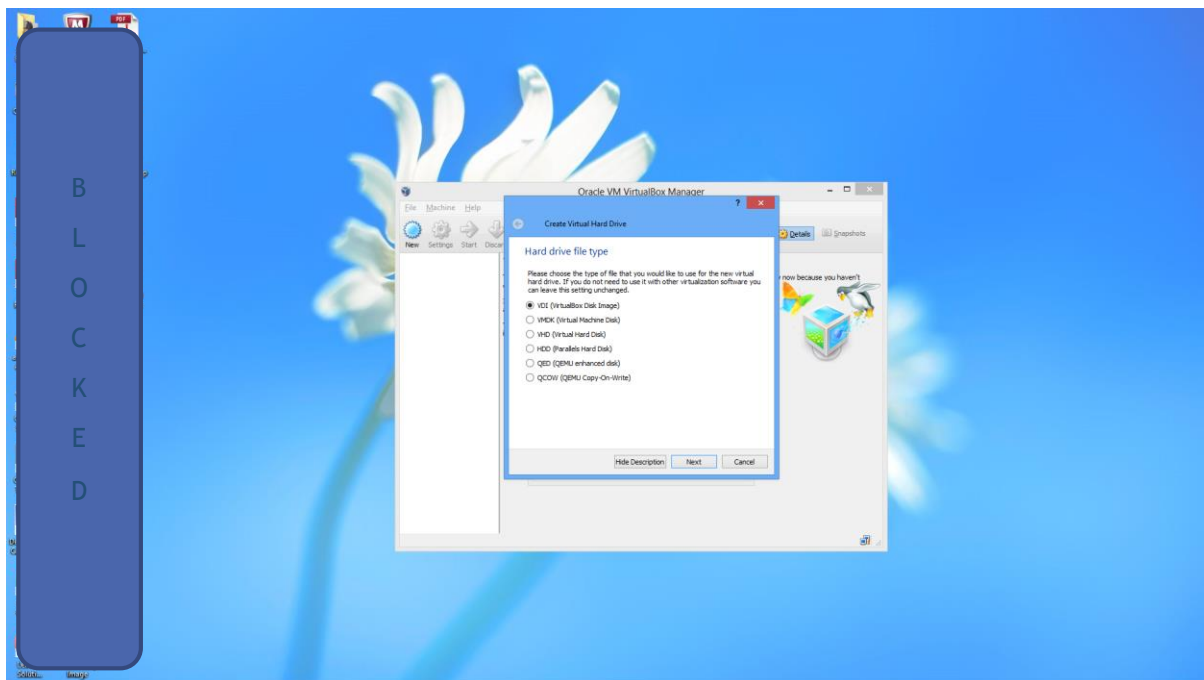 PDF
B
L
O
C
K
E
D
Image
Oracle VM VirtualBox Manager
File Machine Help
New Settings Start Discar
Details Snapshots
now because you haven't
?
Create Virtual Hard Drive
Hard drive file type
Please choose the type of file that you would like to use for the new virtual
hard drive. If you do not need to use it with other virtualization software you
can leave this setting unchanged.
VDI (VirtualBox Disk Image)
VMDK (Virtual Machine Disk)
VHD (Virtual Hard Disk)
HDD (Parallels Hard Disk)
QED (QEMU enhanced disk)
QCOW (QEMU Copy-On-Write)
Hide Description Next Cancel